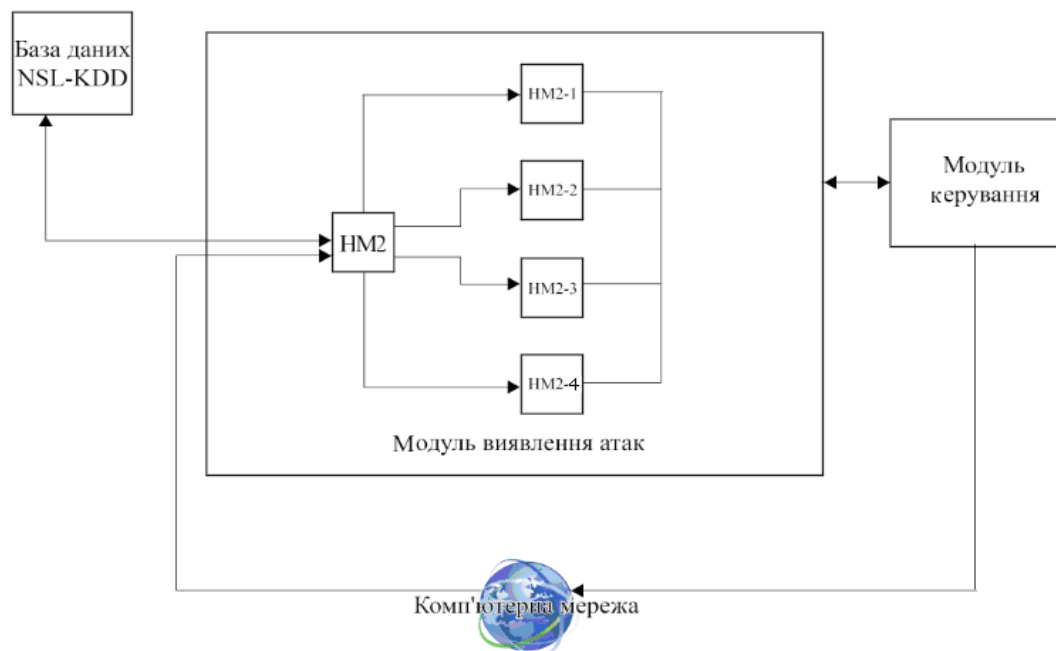 База даних
NSL-KDD
НМ2-1
НМ2-2
НМ2
НМ2-3
НМ2-4
Модуль виявлення атак
Модуль
керування
Комп'ютерна мережа